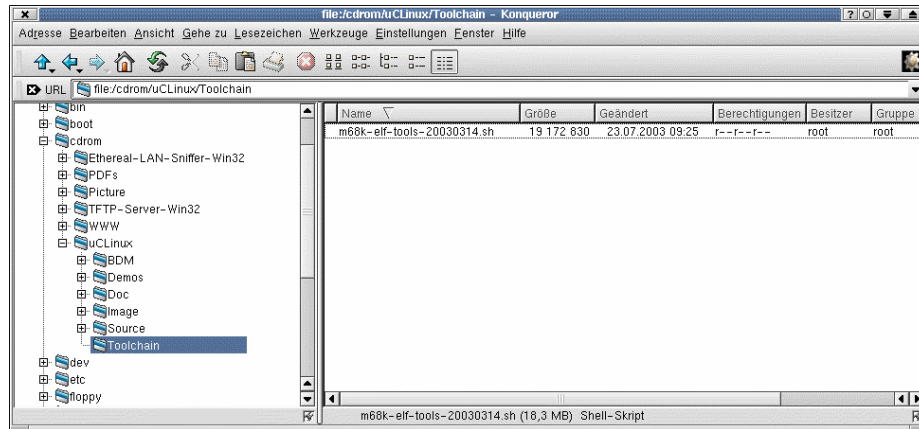 file:/cdrom/uCLinux/Toolchain - Konqueror
Adresse Bearbeiten Ansicht Gehe zu Lesezeichen Werkzeuge Einstellungen Fenster Hilfe
URL file:/cdrom/uCLinux/Toolchain
bin
boot
cdrom
Ethereal-LAN-Sniffer-Win32
PDFs
Picture
TFTP-Server-Win32
WWW
uCLinux
BDM
Demos
Doc
Image
Source
Toolchain
dev
etc
floppy
Name Größe Geändert Berechtigungen Besitzer Gruppe
m68k-elf-tools-20030314.sh 19 172 830 23.07.2003 09:25 r--r--r-- root root
m68k-elf-tools-20030314.sh (18,3 MB) Shell-Skript